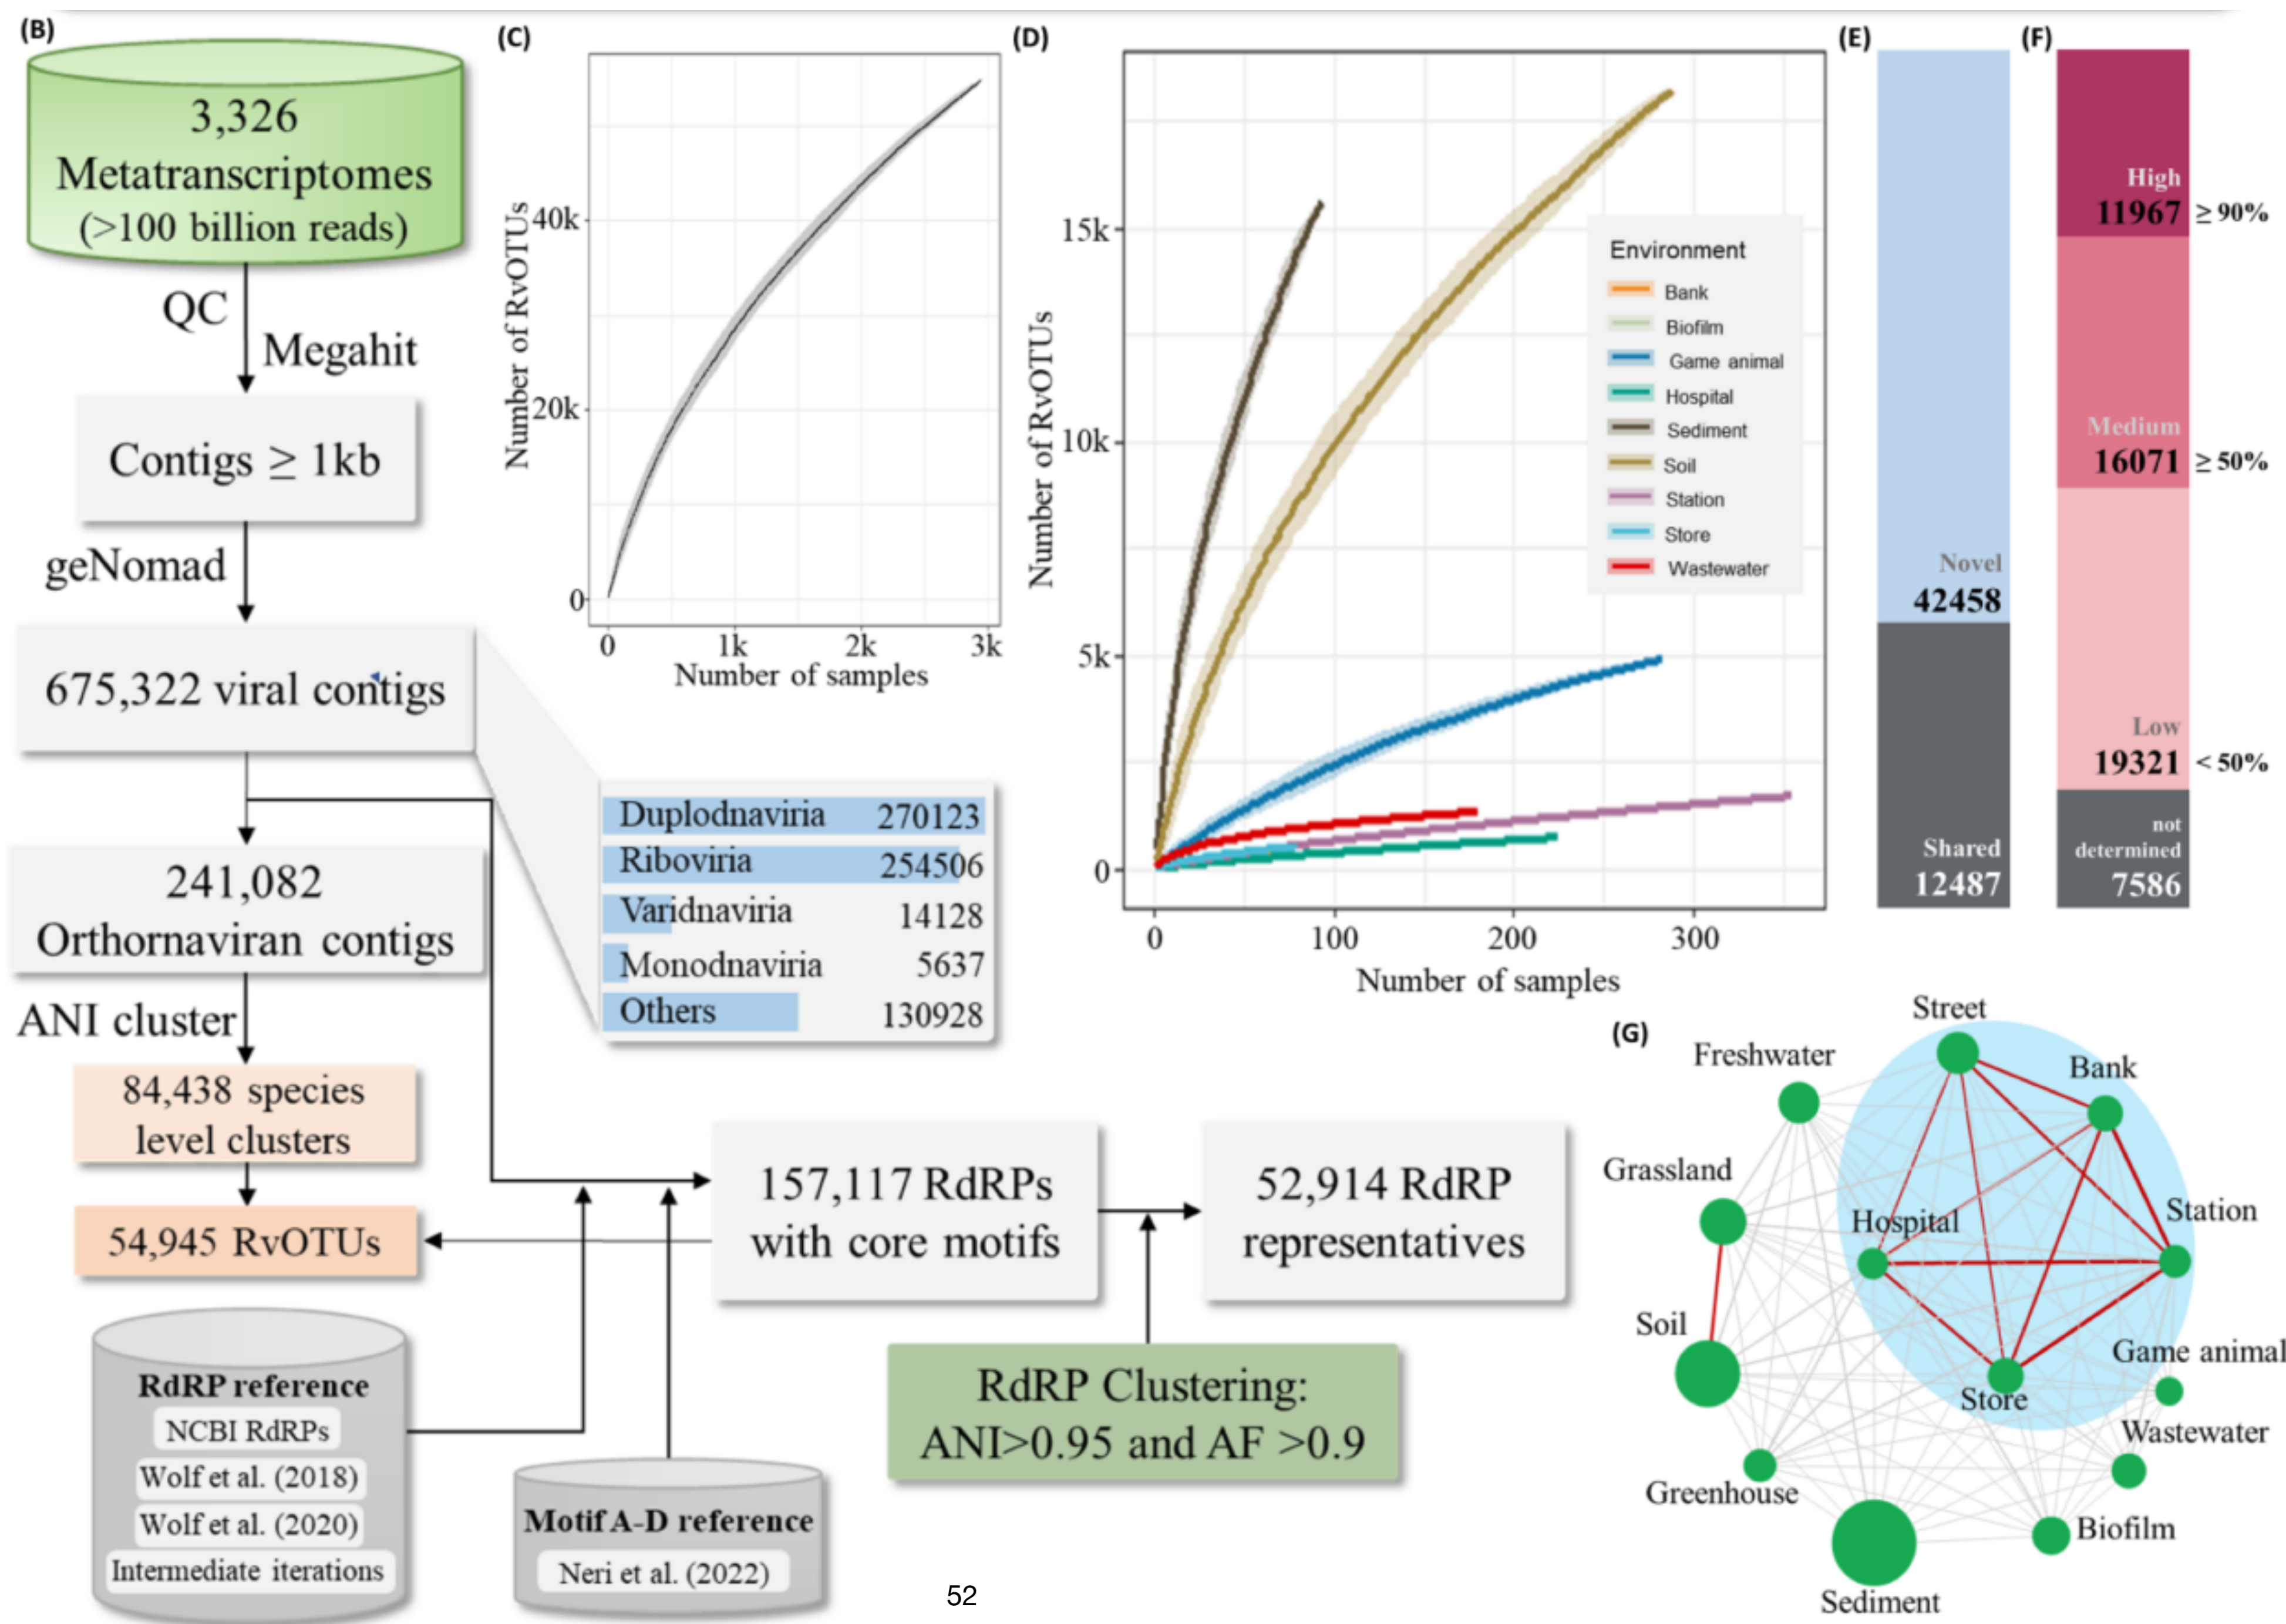 (B)
3,326
Metatranscriptomes
(>100 billion reads)
QC
Megahit
Contigs ≥ 1kb
geNomad
675,322 viral contigs
Duplodnaviria 270123
Riboviria 254506
Varidnaviria 14128
Monodnaviria 5637
Others 130928
241,082
Orthornaviran contigs
ANI cluster
84,438 species
level clusters
54,945 RvOTUs
RdRP reference
NCBI RdRPs
Wolf et al. (2018)
Wolf et al. (2020)
Intermediate iterations
Motif A-D reference
Neri et al. (2022)
157,117 RdRPs
with core motifs
52,914 RdRP
representatives
RdRP Clustering:
ANI>0.95 and AF >0.9
(C)
Number of RvOTUs
40k
20k
0
0 1k 2k 3k
Number of samples
(D)
Number of RvOTUs
15k
10k
5k
0
0 100 200 300
Number of samples
Environment
Bank
Biofilm
Game animal
Hospital
Sediment
Soil
Station
Store
Wastewater
(E)
Novel
42458
Shared
12487
(F)
High
11967 ≥ 90%
Medium
16071 ≥ 50%
Low
19321 < 50%
not
determined
7586
(G)
Street
Freshwater
Bank
Grassland
Hospital
Station
Soil
Game animal
Store
Wastewater
Greenhouse
Biofilm
Sediment
52